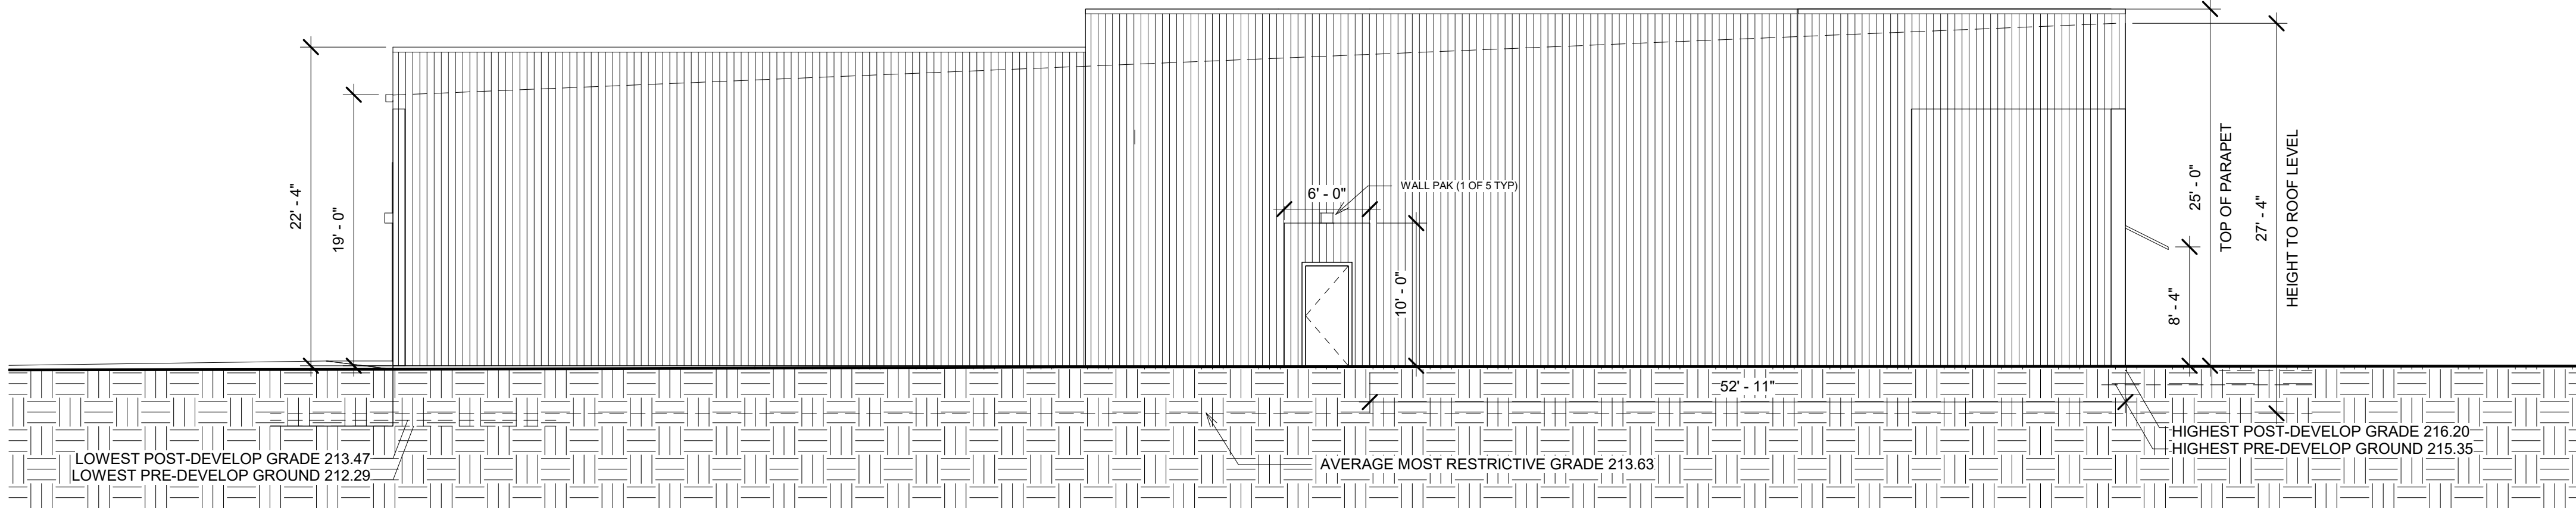 22' - 4"
19' - 0"
6' - 0"
WALL PAK (1 OF 5 TYP)
10' - 0"
52' - 11"
8' - 4"
25' - 0"
TOP OF PARAPET
27' - 4"
HEIGHT TO ROOF LEVEL
LOWEST POST-DEVELOP GRADE 213.47
LOWEST PRE-DEVELOP GROUND 212.29
AVERAGE MOST RESTRICTIVE GRADE 213.63
HIGHEST POST-DEVELOP GRADE 216.20
HIGHEST PRE-DEVELOP GROUND 215.35